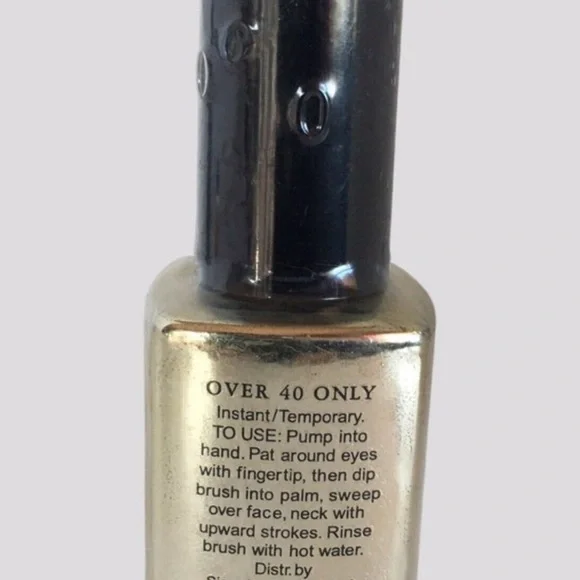 0
OVER 40 ONLY
Instant/Temporary.
TO USE: Pump into
hand. Pat around eyes
with fingertip, then dip
brush into palm, sweep
over face, neck with
upward strokes. Rinse
brush with hot water.
Distr. by